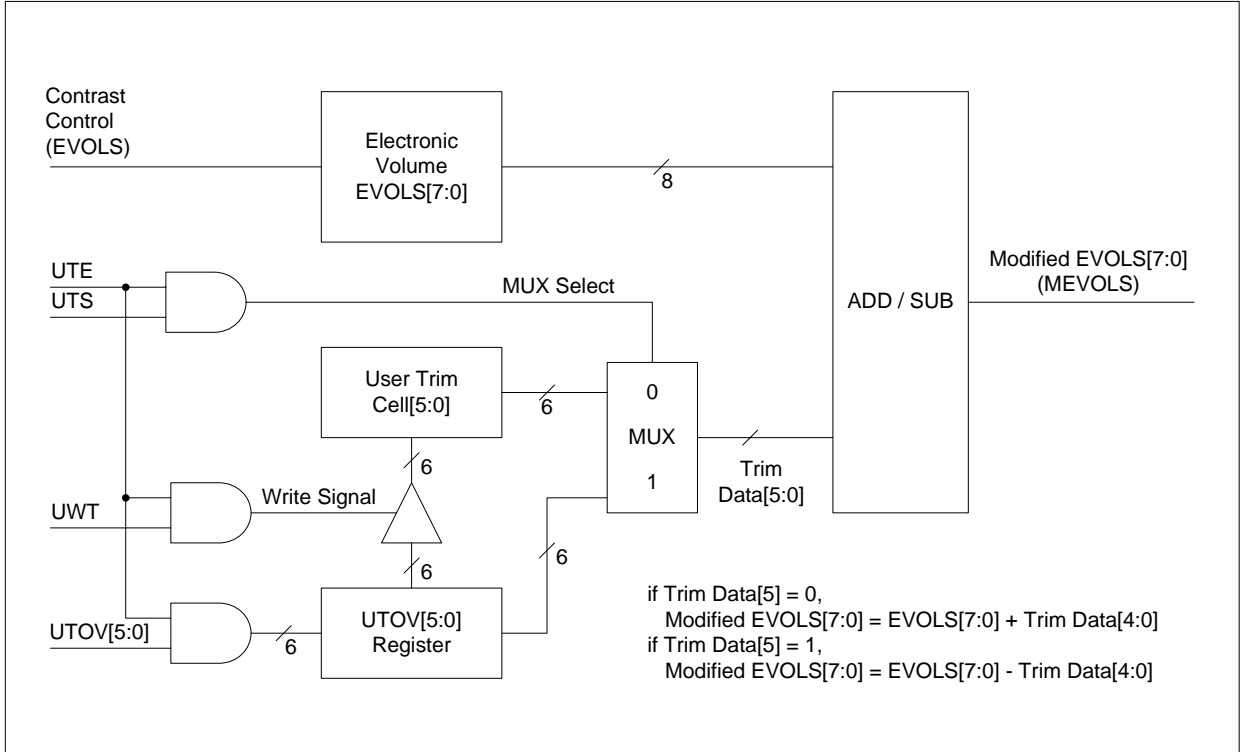 Contrast
Control
(EVOLS)
Electronic
Volume
EVOLS[7:0]
8
ADD / SUB
Modified EVOLS[7:0]
(MEVOLS)
UTE
UTS
MUX Select
User Trim
Cell[5:0]
6
0
MUX
1
Trim
Data[5:0]
6
UWT
Write Signal
6
6
UTOV[5:0]
6
UTOV[5:0]
Register
if Trim Data[5] = 0,
Modified EVOLS[7:0] = EVOLS[7:0] + Trim Data[4:0]
if Trim Data[5] = 1,
Modified EVOLS[7:0] = EVOLS[7:0] - Trim Data[4:0]